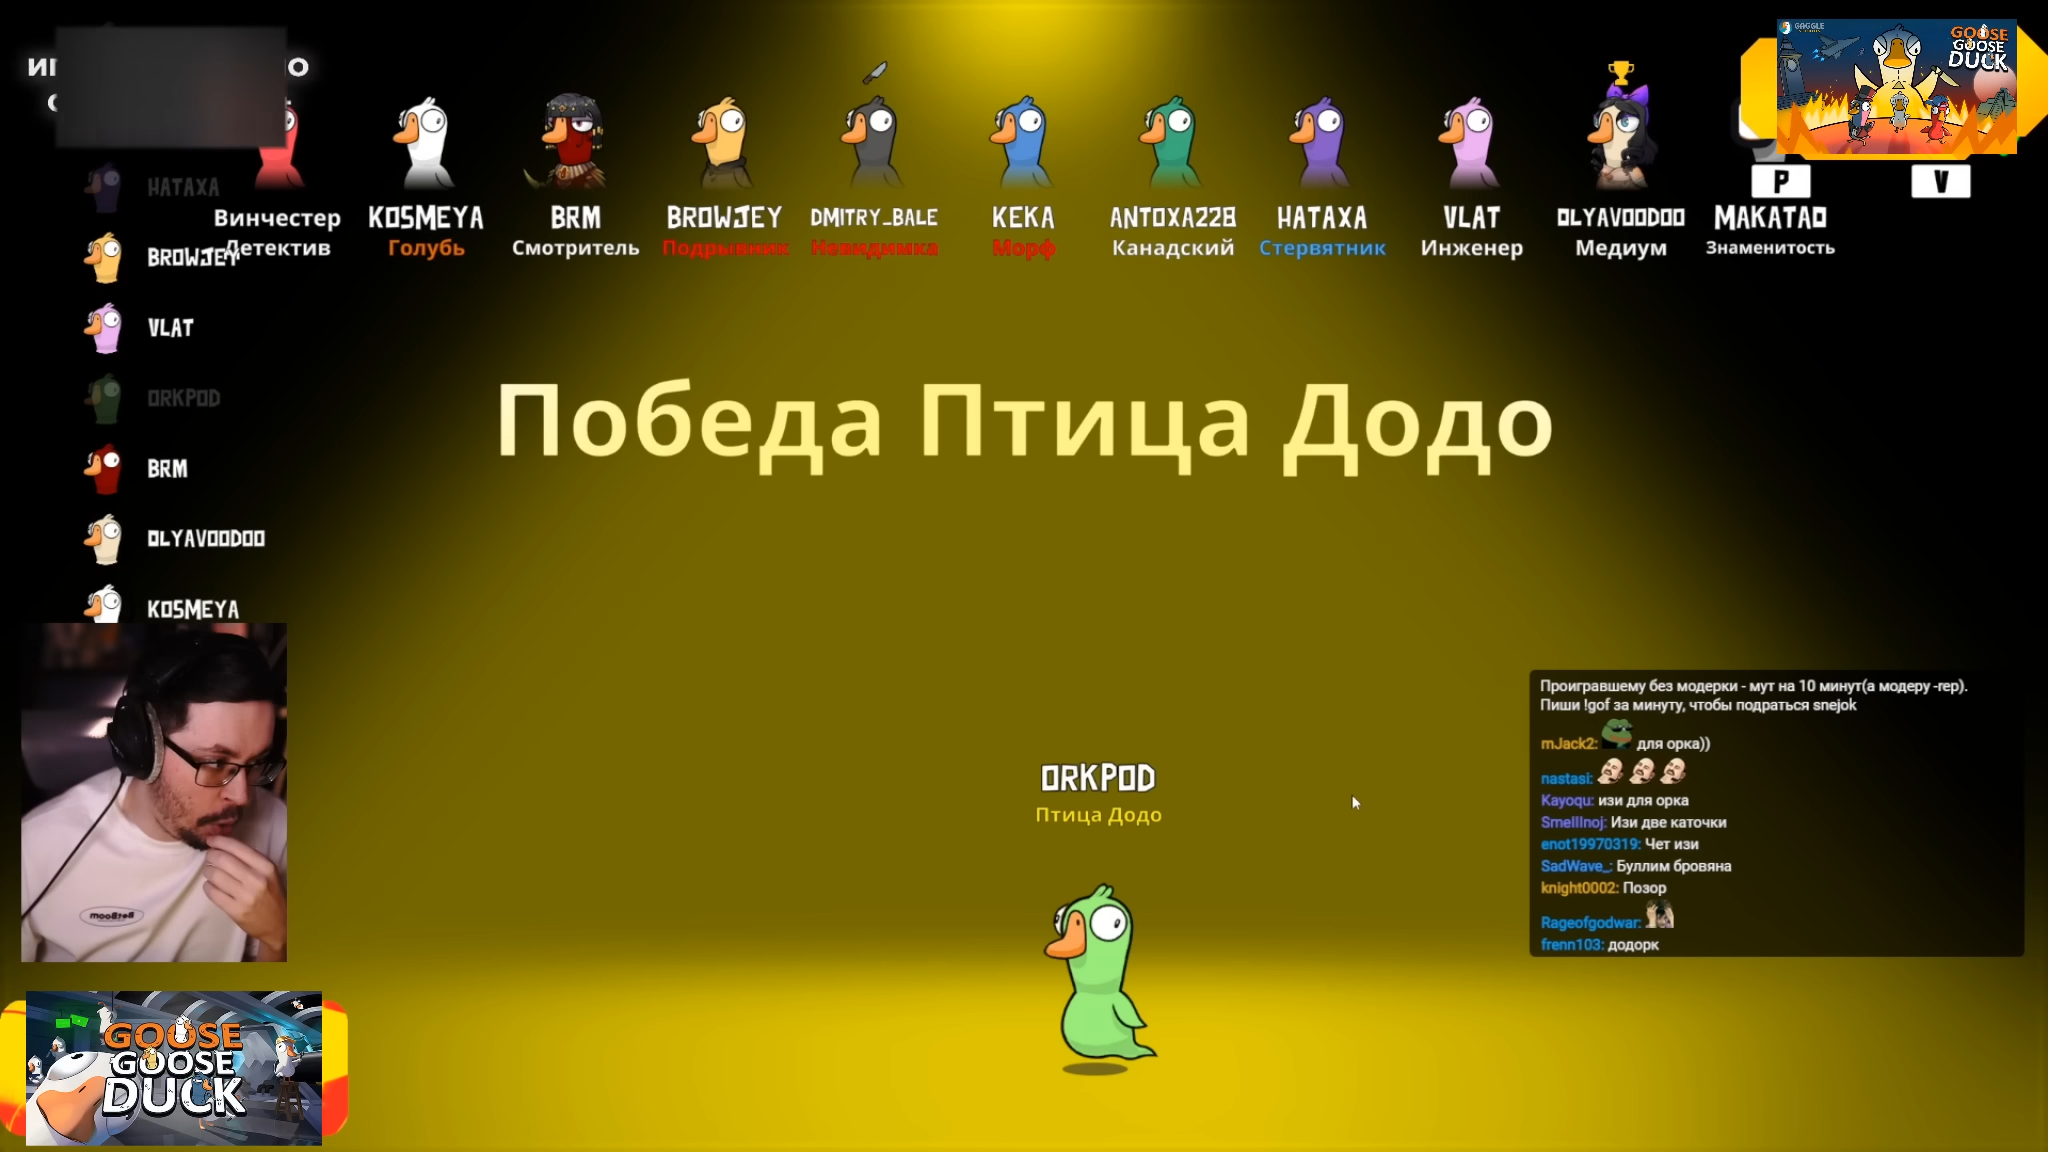 GAGGLE
GOOSE
GOOSE
DUCK
P
V
Винчестер
Детектив
KOSMEYA
Голубь
BRM
Смотритель
BROWJEY
Подрывник
DMITRY_BALE
Невидимка
KEKA
Морф
ANTOXA228
Канадский
HATAXA
Стервятник
VLAT
Инженер
OLYAVOODOO
Медиум
MAKATAO
Знаменитость
HATAXA
BROWJEY
VLAT
ORKPOD
BRM
OLYAVOODOO
KOSMEYA
Победа Птица Додо
ORKPOD
Птица Додо
Проигравшему без модерки - мут на 10 минут(а модеру -rep).
Пиши !gof за минуту, чтобы подраться snejok
mJack2: для орка))
nastasi:
Kayoqu: изи для орка
SmellInoj: Изи две каточки
enot19970319: Чет изи
SadWave_: Буллим бровяна
knight0002: Позор
Rageofgodwar:
frenn103: додорк
GOOSE
GOOSE
DUCK